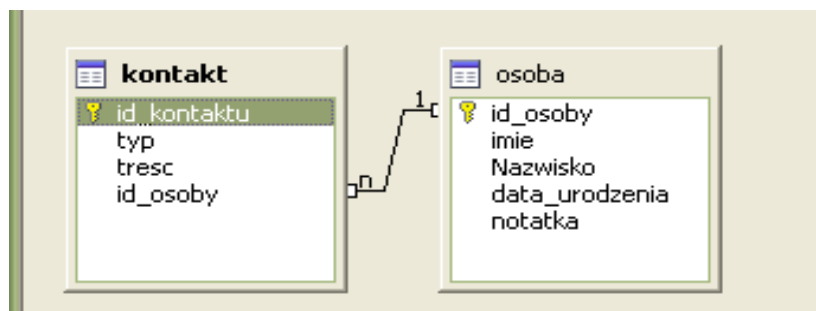 kontakt
id_kontaktu
typ
tresc
id_osoby
n
1
osoba
id_osoby
imie
Nazwisko
data_urodzenia
notatka